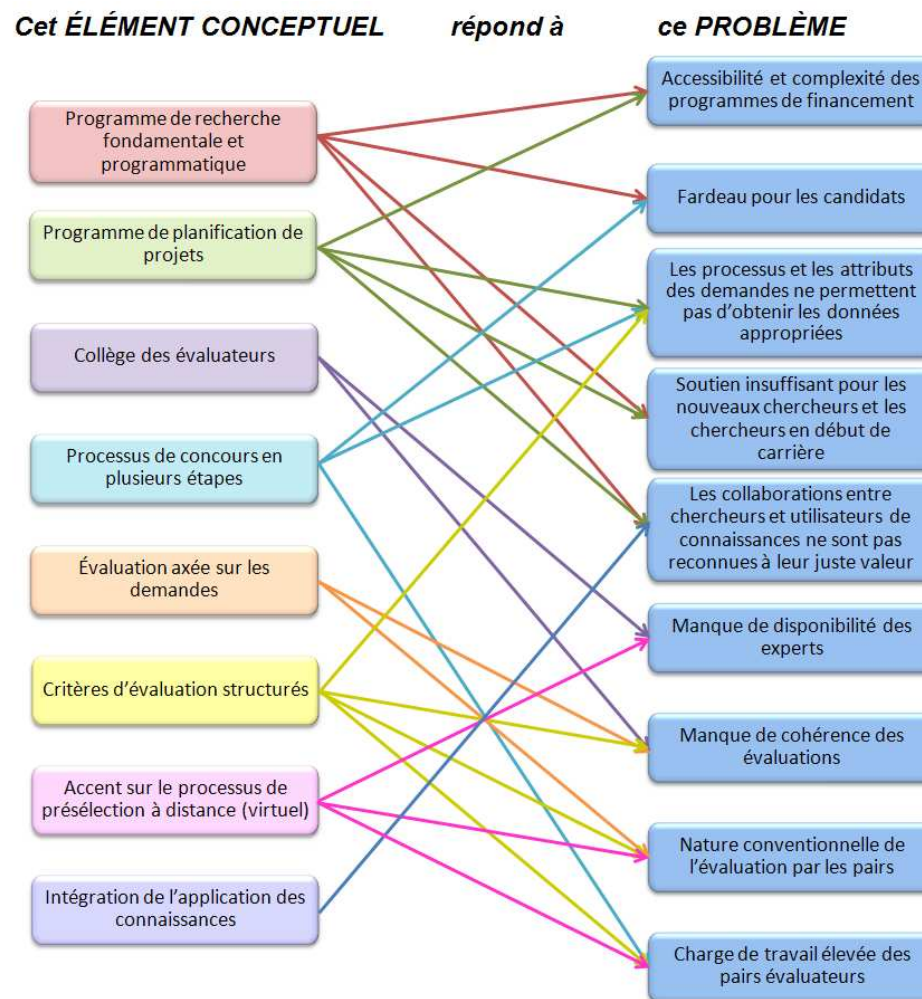 Cet ÉLÉMENT CONCEPTUEL répond à ce PROBLÈME
Programme de recherche
fondamentale et
programmatique
Programme de planification de
projets
Collège des évaluateurs
Processus de concours en
plusieurs étapes
Évaluation axée sur les
demandes
Critères d'évaluation structurés
Accent sur le processus de
présélection à distance (virtuel)
Intégration de l'application des
connaissances
Accessibilité et complexité des
programmes de financement
Fardeau pour les candidats
Les processus et les attributs
des demandes ne permettent
pas d'obtenir les données
appropriées
Soutien insuffisant pour les
nouveaux chercheurs et les
chercheurs en début de
carrière
Les collaborations entre
chercheurs et utilisateurs de
connaissances ne sont pas
reconnues à leur juste valeur
Manque de disponibilité des
experts
Manque de cohérence des
évaluations
Nature conventionnelle de
l'évaluation par les pairs
Charge de travail élevée des
pairs évaluateurs